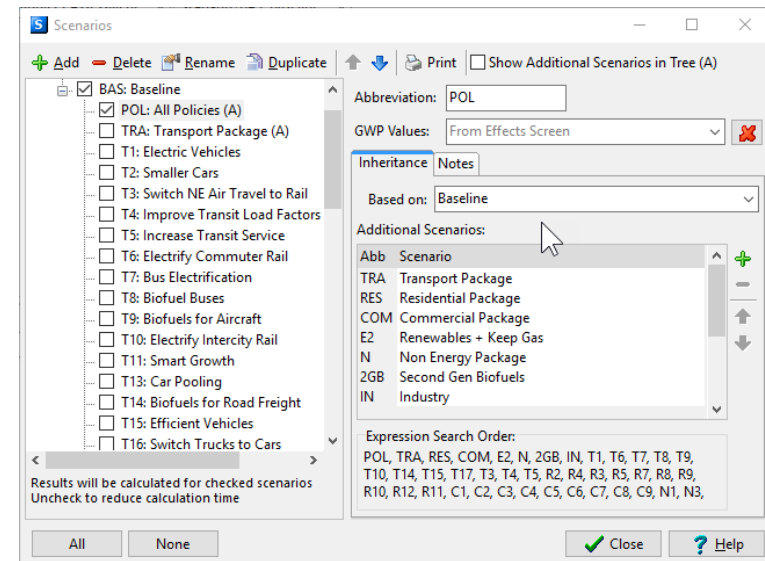 Scenarios
Add Delete Rename Duplicate Print Show Additional Scenarios in Tree (A)
BAS: Baseline
POL: All Policies (A)
TRA: Transport Package (A)
T1: Electric Vehicles
T2: Smaller Cars
T3: Switch NE Air Travel to Rail
T4: Improve Transit Load Factors
T5: Increase Transit Service
T6: Electrify Commuter Rail
T7: Bus Electrification
T8: Biofuel Buses
T9: Biofuels for Aircraft
T10: Electrify Intercity Rail
T11: Smart Growth
T13: Car Pooling
T14: Biofuels for Road Freight
T15: Efficient Vehicles
T16: Switch Trucks to Cars
Results will be calculated for checked scenarios
Uncheck to reduce calculation time
All None
Abbreviation: POL
GWP Values: From Effects Screen
Inheritance Notes
Based on: Baseline
Additional Scenarios:
Abb Scenario
TRA Transport Package
RES Residential Package
COM Commercial Package
E2 Renewables + Keep Gas
N Non Energy Package
2GB Second Gen Biofuels
IN Industry
Expression Search Order:
POL, TRA, RES, COM, E2, N, 2GB, IN, T1, T6, T7, T8, T9,
T10, T14, T15, T17, T3, T4, T5, R2, R4, R3, R5, R7, R8, R9,
R10, R12, R11, C1, C2, C3, C4, C5, C6, C7, C8, C9, N1, N3,
Close Help